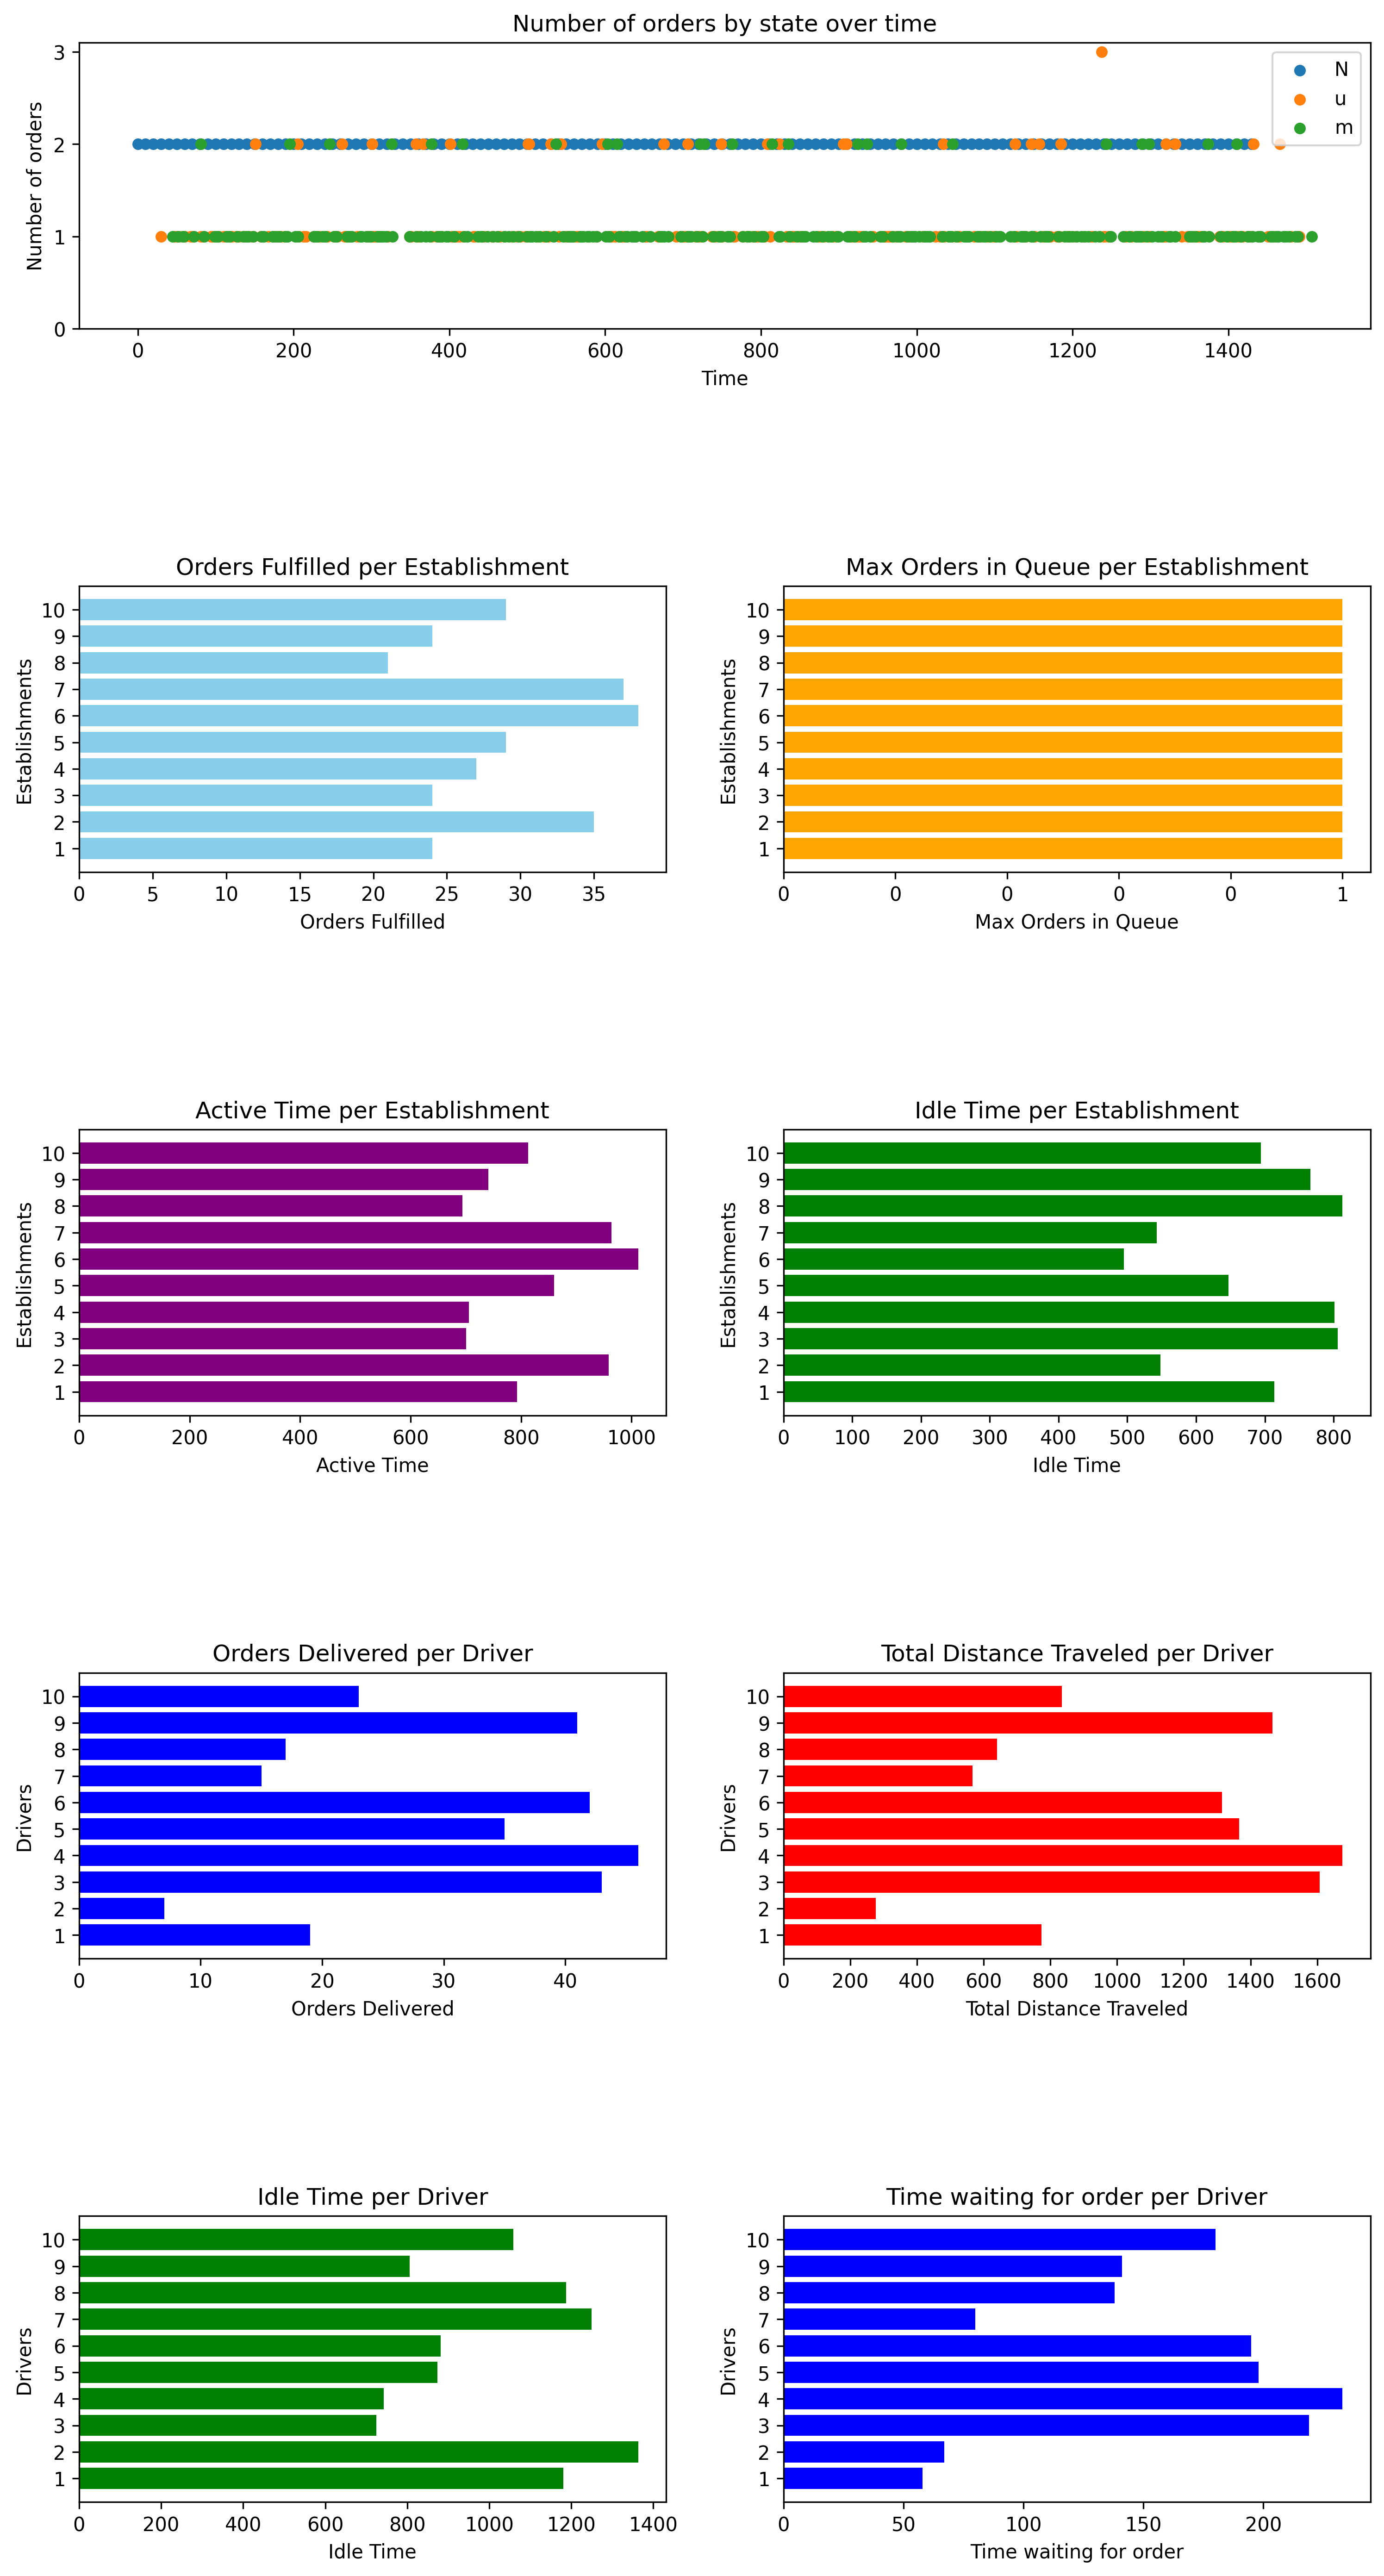 Number of orders by state over time
3
2
1
0
Number of orders
N
u
m
0 200 400 600 800 1000 1200 1400
Time
Orders Fulfilled per Establishment
10
9
8
7
6
5
4
3
2
1
Establishments
0 5 10 15 20 25 30 35
Orders Fulfilled
Max Orders in Queue per Establishment
10
9
8
7
6
5
4
3
2
1
Establishments
0 0 0 0 0 1
Max Orders in Queue
Active Time per Establishment
10
9
8
7
6
5
4
3
2
1
Establishments
0 200 400 600 800 1000
Active Time
Idle Time per Establishment
10
9
8
7
6
5
4
3
2
1
Establishments
0 100 200 300 400 500 600 700 800
Idle Time
Orders Delivered per Driver
10
9
8
7
6
5
4
3
2
1
Drivers
0 10 20 30 40
Orders Delivered
Total Distance Traveled per Driver
10
9
8
7
6
5
4
3
2
1
Drivers
0 200 400 600 800 1000 1200 1400 1600
Total Distance Traveled
Idle Time per Driver
10
9
8
7
6
5
4
3
2
1
Drivers
0 200 400 600 800 1000 1200 1400
Idle Time
Time waiting for order per Driver
10
9
8
7
6
5
4
3
2
1
Drivers
0 50 100 150 200
Time waiting for order